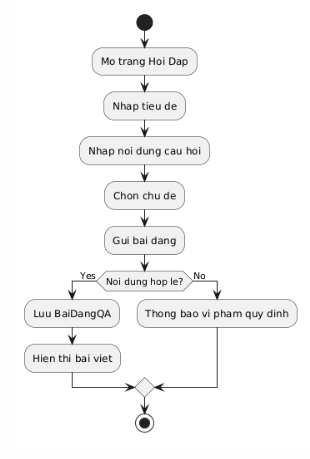 Mo trang Hoi Dap
Nhap tieu de
Nhap noi dung cau hoi
Chon chu de
Gui bai dang
Noi dung hop le?
Yes
No
Luu BaiDangQA
Thong bao vi pham quy dinh
Hien thi bai viet